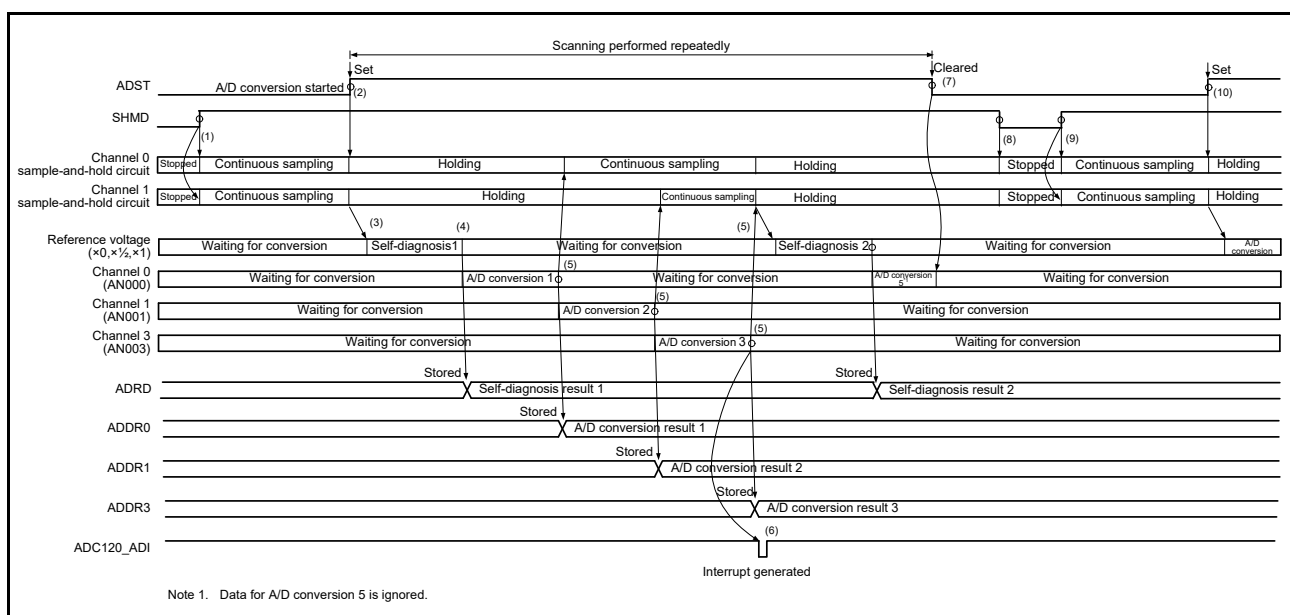 Scanning performed repeatedly
Set Cleared Set
ADST A/D conversion started (2) (7) (10)
SHMD (1) (8) (9)
Channel 0
sample-and-hold circuit
Stopped Continuous sampling Holding Continuous sampling Holding Stopped Continuous sampling Holding
Channel 1
sample-and-hold circuit
Stopped Continuous sampling Holding Continuous sampling Holding Stopped Continuous sampling Holding
(3) (4) (5)
Reference voltage
(×0,×½,×1)
Waiting for conversion Self-diagnosis1 Waiting for conversion Self-diagnosis 2 Waiting for conversion A/D
conversion
(5)
Channel 0
(AN000)
Waiting for conversion A/D conversion 1 Waiting for conversion A/D conversion
5*1 Waiting for conversion
(5)
Channel 1
(AN001)
Waiting for conversion A/D conversion 2 Waiting for conversion
(5)
Channel 3
(AN003)
Waiting for conversion A/D conversion 3 Waiting for conversion
Stored Stored
ADRD Self-diagnosis result 1 Self-diagnosis result 2
Stored
ADDR0 A/D conversion result 1
Stored
ADDR1 A/D conversion result 2
Stored
ADDR3 A/D conversion result 3
(6)
ADC120_ADI
Interrupt generated
Note 1. Data for A/D conversion 5 is ignored.